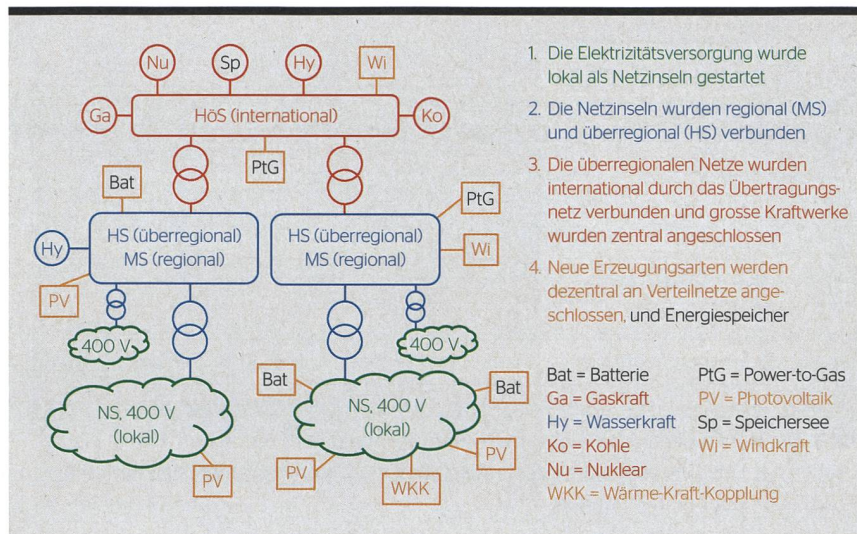 Nu
Sp
Hy
Wi
Ga
HöS (international)
Ko
PtG
Bat
PtG
HS (überregional)
MS (regional)
HS (überregional)
MS (regional)
Hy
Wi
PV
400 V
400 V
Bat
Bat
NS, 400 V
(lokal)
NS, 400 V
(lokal)
PV
PV
PV
WKK
1. Die Elektrizitätsversorgung wurde
lokal als Netzinseln gestartet
2. Die Netzinseln wurden regional (MS)
und überregional (HS) verbunden
3. Die überregionalen Netze wurden
international durch das Übertragungs-
netz verbunden und grosse Kraftwerke
wurden zentral angeschlossen
4. Neue Erzeugungsarten werden
dezentral an Verteilnetze ange-
schlossen, und Energiespeicher
Bat = Batterie
Ga = Gaskraft
Hy = Wasserkraft
Ko = Kohle
Nu = Nuklear
WKK = Wärme-Kraft-Kopplung
PtG = Power-to-Gas
PV = Photovoltaik
Sp = Speichersee
Wi = Windkraft